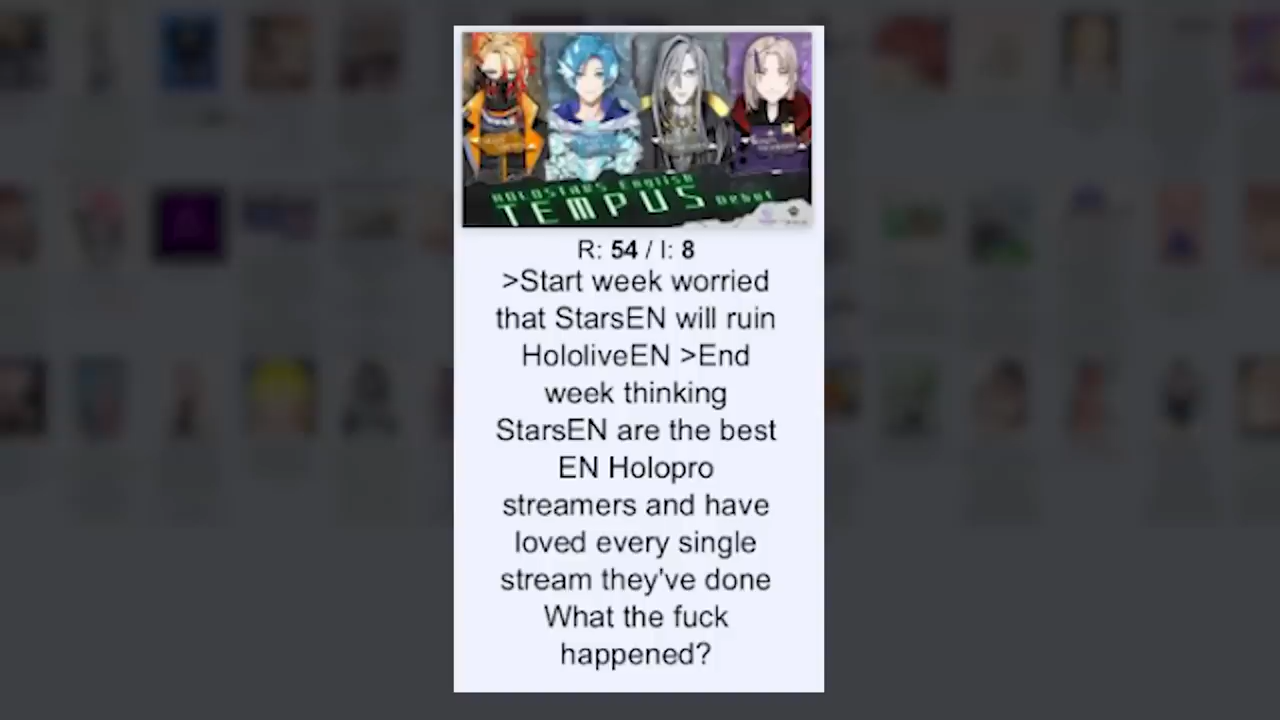 HOLOSTARS English
TEMPUS Debut
R: 54 / I: 8
>Start week worried
that StarsEN will ruin
HololiveEN >End
week thinking
StarsEN are the best
EN Holopro
streamers and have
loved every single
stream they've done
What the fuck
happened?